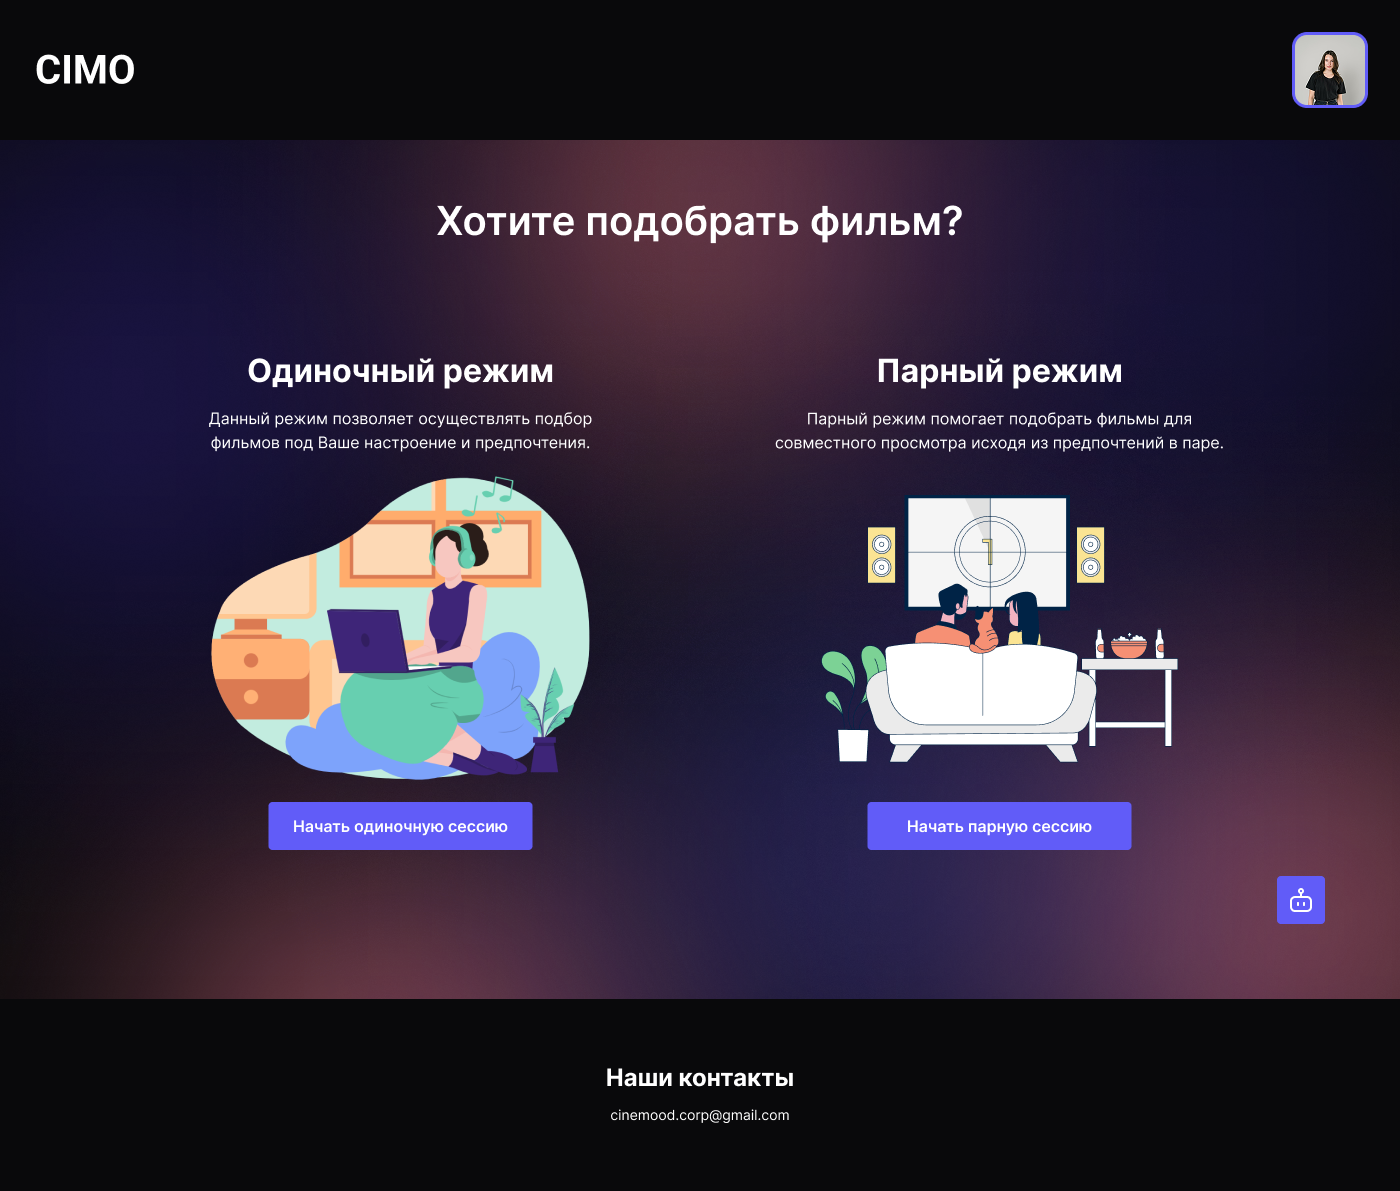 CIMO
Хотите подобрать фильм?
Одиночный режим
Данный режим позволяет осуществлять подбор
фильмов под Ваше настроение и предпочтения.
Начать одиночную сессию
Парный режим
Парный режим помогает подобрать фильмы для
совместного просмотра исходя из предпочтений в паре.
1
Начать парную сессию
Наши контакты
cinemood.corp@gmail.com